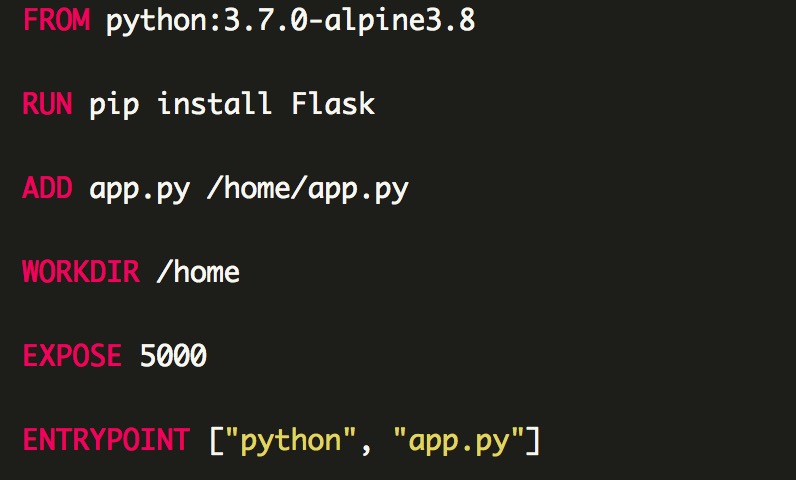 FROM python:3.7.0-alpine3.8
RUN pip install Flask
ADD app.py /home/app.py
WORKDIR /home
EXPOSE 5000
ENTRYPOINT ["python", "app.py"]